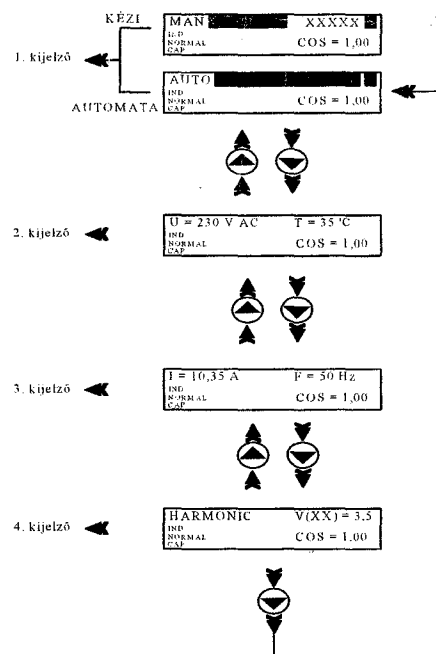 KÉZI
MAN XXXXX
IND
NORMAL COS = 1,00
CAP
1. kijelző
AUTO
IND
NORMAL COS = 1,00
CAP
AUTOMATA
2. kijelző
U = 230 V AC T = 35 °C
IND
NORMAL COS = 1,00
CAP
3. kijelző
I = 10,35 A F = 50 Hz
IND
NORMAL COS = 1,00
CAP
4. kijelző
HARMONIC V(XX) = 3.5
IND
NORMAL COS = 1.00
CAP